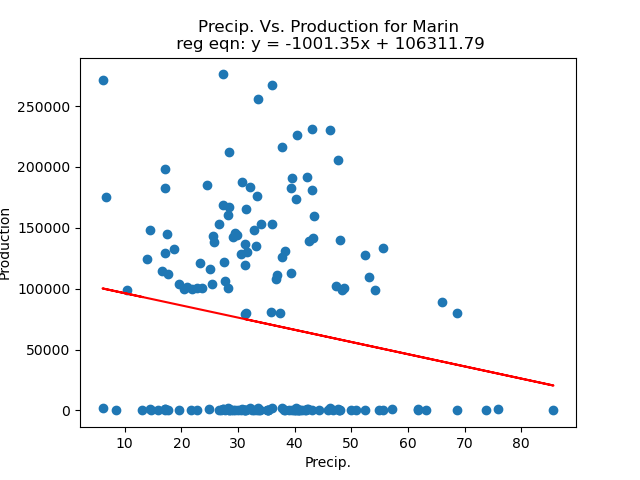 Precip. Vs. Production for Marin
reg eqn: y = -1001.35x + 106311.79
250000
200000
150000
100000
50000
0
Production
10 20 30 40 50 60 70 80
Precip.